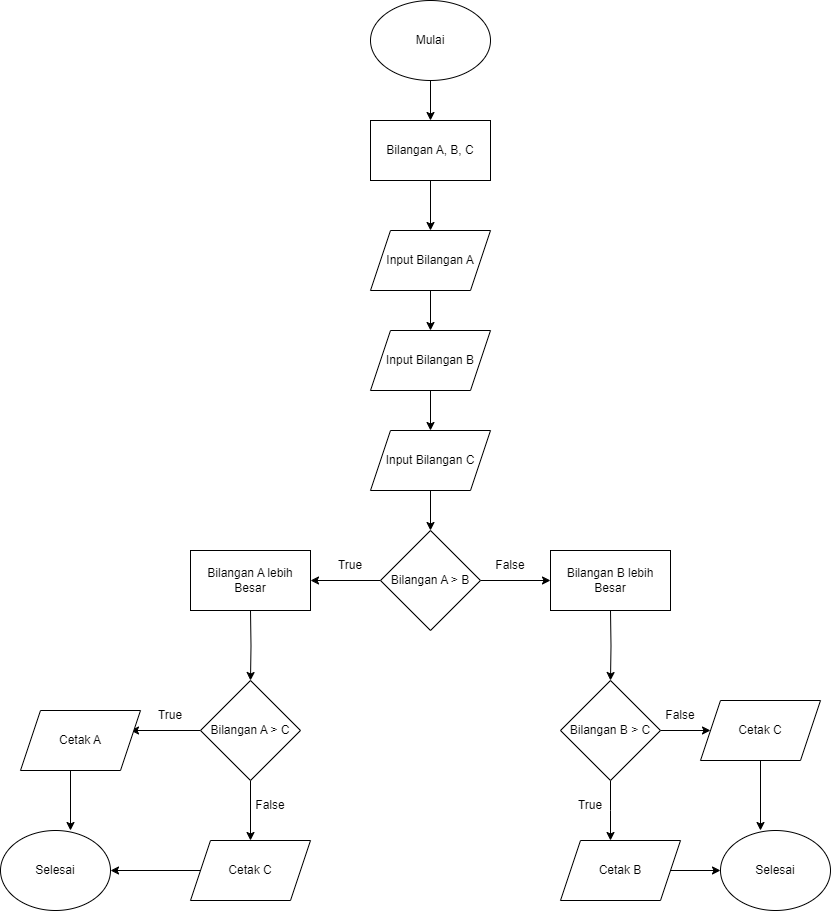 Mulai
Bilangan A, B, C
Input Bilangan A
Input Bilangan B
Input Bilangan C
Bilangan A > B
True
False
Bilangan A lebih
Besar
Bilangan B lebih
Besar
Bilangan A > C
True
False
Cetak A
Cetak C
Selesai
Bilangan B > C
False
True
Cetak C
Cetak B
Selesai